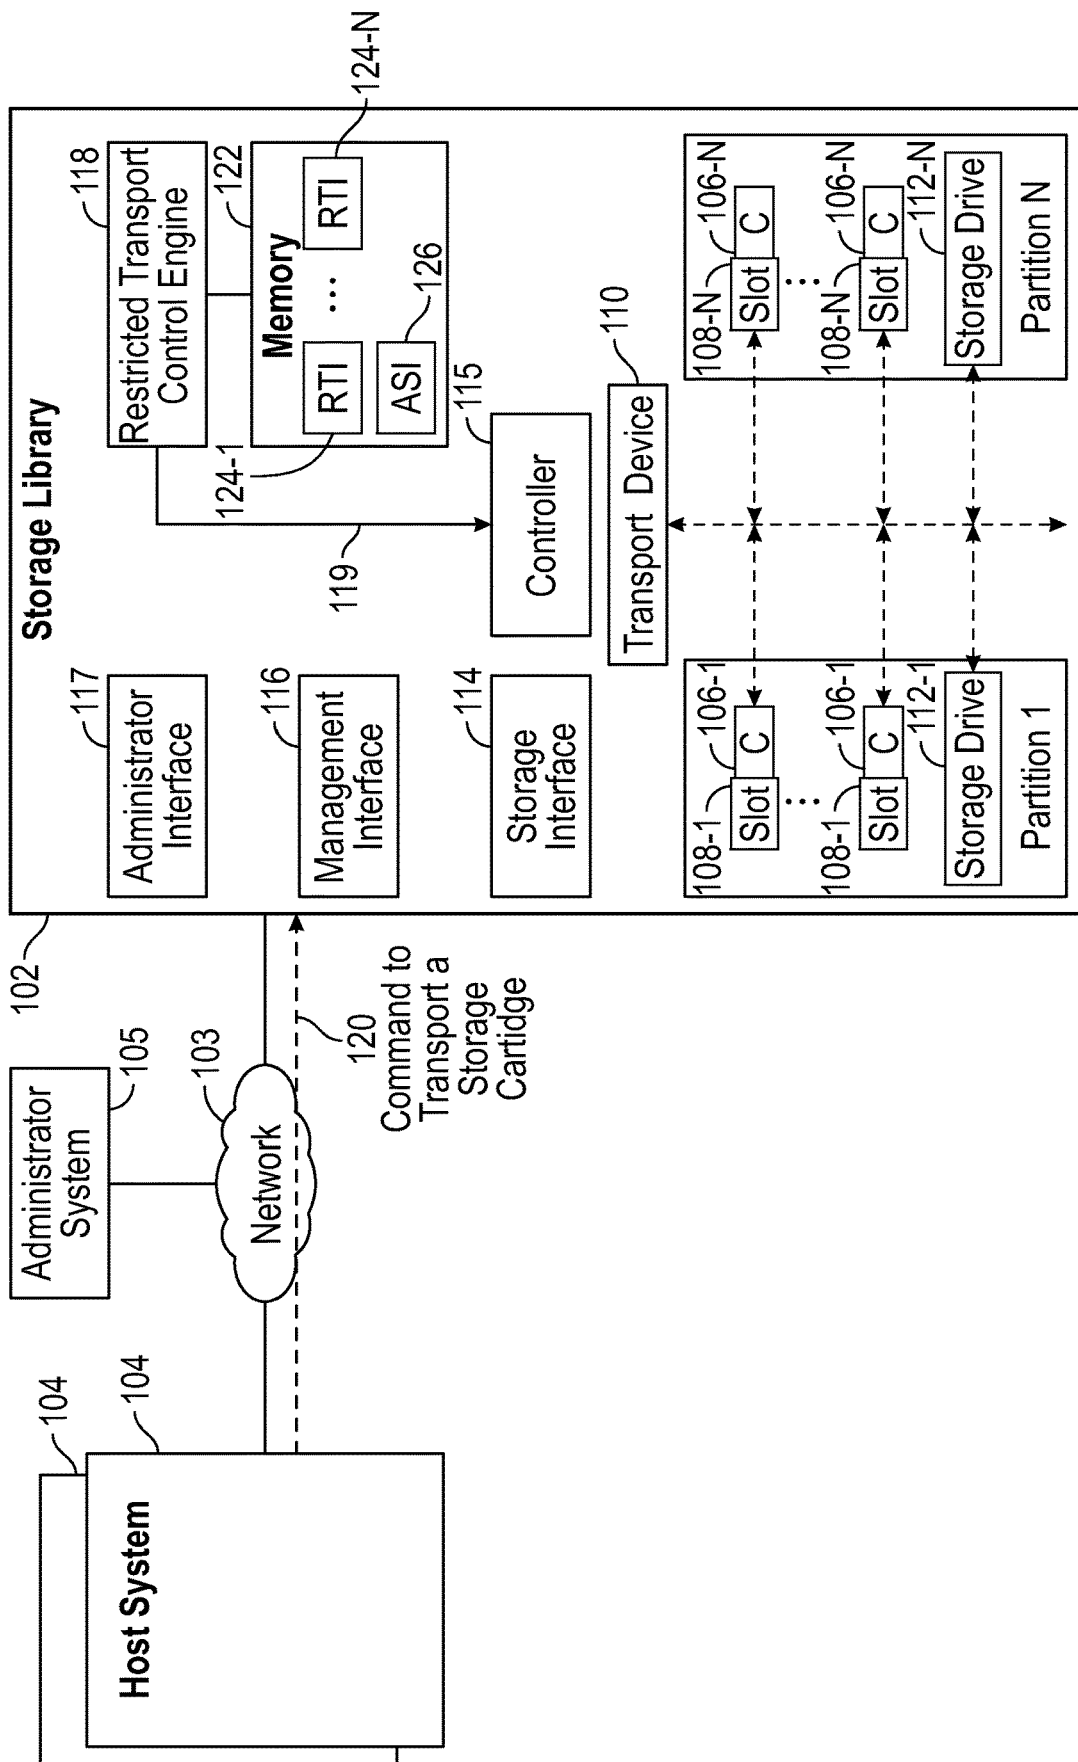 104
104
Host System
Administrator
System
105
103
Network
120
Command to
Transport a
Storage
Cartidge
102
Storage Library
Administrator
Interface
117
Management
Interface
116
Storage
Interface
114
Restricted Transport
Control Engine
118
Memory
122
RTI
...
RTI
124-1
124-N
ASI
126
119
Controller
115
Transport Device
110
108-1
106-1
Slot
C
...
108-1
106-1
Slot
C
112-1
Storage Drive
Partition 1
108-N
106-N
Slot
C
...
108-N
106-N
Slot
C
112-N
Storage Drive
Partition N